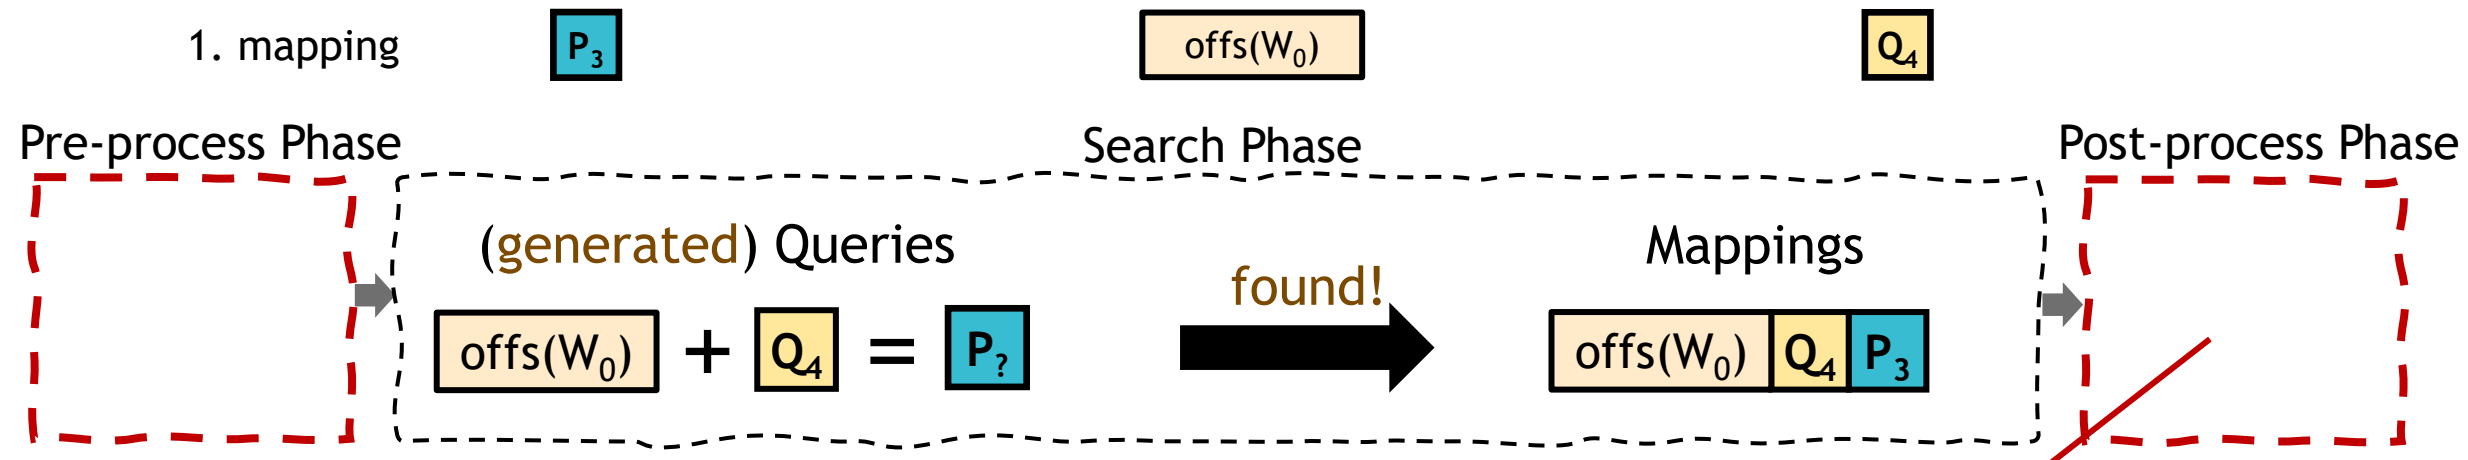 1. mapping P₃ offs(W₀) Q₄
Pre-process Phase Search Phase Post-process Phase
(generated) Queries Mappings
found!
offs(W₀) + Q₄ = P? offs(W₀) Q₄ P₃